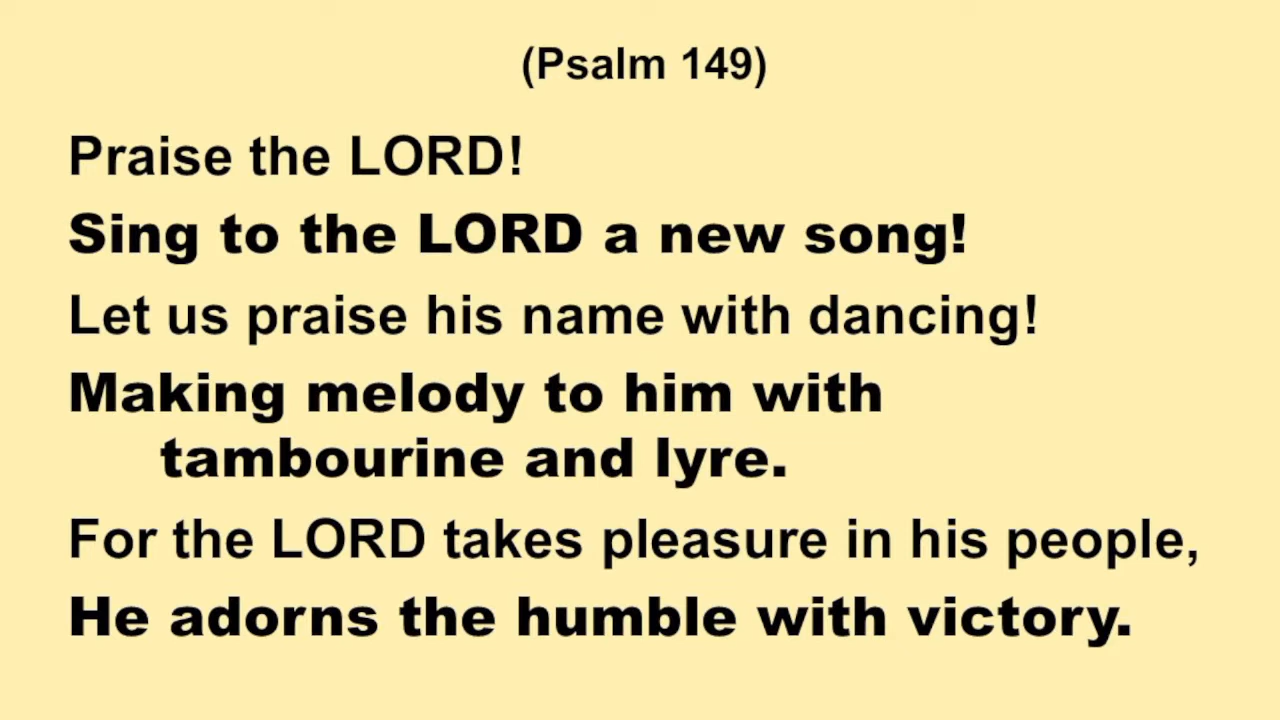 (Psalm 149)
Praise the LORD!
Sing to the LORD a new song!
Let us praise his name with dancing!
Making melody to him with
tambourine and lyre.
For the LORD takes pleasure in his people,
He adorns the humble with victory.